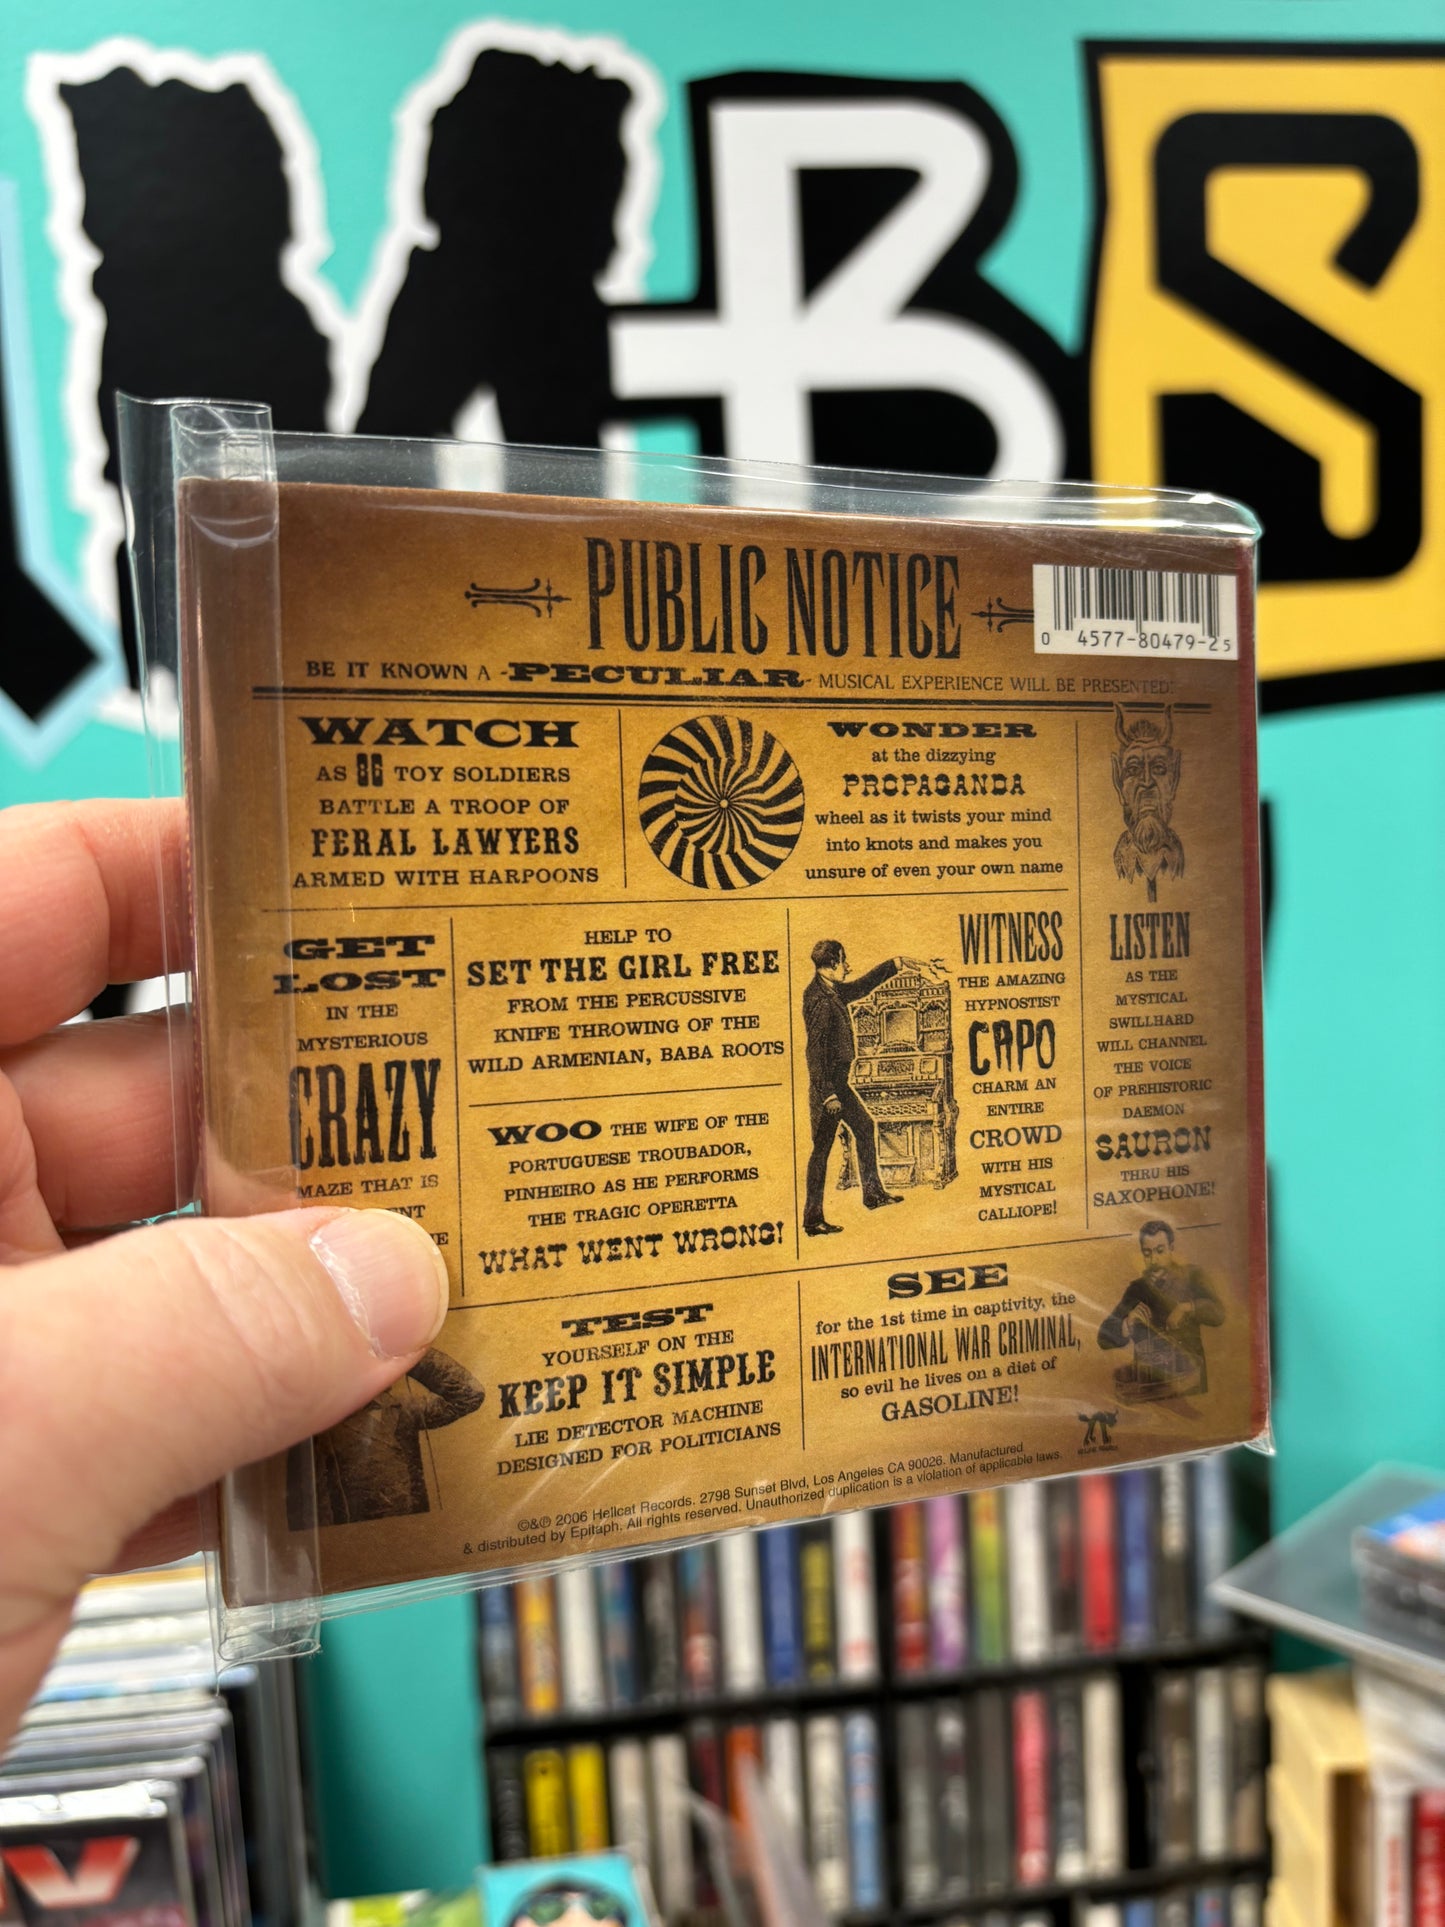 MBS
PUBLIC NOTICE
0 4577-80479-2 5
BE IT KNOWN A -PECULIAR- MUSICAL EXPERIENCE WILL BE PRESENTED:
WATCH
AS 86 TOY SOLDIERS
BATTLE A TROOP OF
FERAL LAWYERS
ARMED WITH HARPOONS
WONDER
at the dizzying
PROPAGANDA
wheel as it twists your mind
into knots and makes you
unsure of even your own name
GET
LOST
IN THE
MYSTERIOUS
CRAZY
MAZE THAT IS
HELP TO
SET THE GIRL FREE
FROM THE PERCUSSIVE
KNIFE THROWING OF THE
WILD ARMENIAN, BABA ROOTS
WOO THE WIFE OF THE
PORTUGUESE TROUBADOR,
PINHEIRO AS HE PERFORMS
THE TRAGIC OPERETTA
WHAT WENT WRONG!
WITNESS
THE AMAZING
HYPNOSTIST
CAPO
CHARM AN
ENTIRE
CROWD
WITH HIS
MYSTICAL
CALLIOPE!
LISTEN
AS THE
MYSTICAL
SWILLHARD
WILL CHANNEL
THE VOICE
OF PREHISTORIC
DAEMON
SAURON
THRU HIS
SAXOPHONE!
TEST
YOURSELF ON THE
KEEP IT SIMPLE
LIE DETECTOR MACHINE
DESIGNED FOR POLITICIANS
SEE
for the 1st time in captivity, the
INTERNATIONAL WAR CRIMINAL,
so evil he lives on a diet of
GASOLINE!
©&℗ 2006 Hellcat Records. 2798 Sunset Blvd, Los Angeles CA 90026. Manufactured
& distributed by Epitaph. All rights reserved. Unauthorized duplication is a violation of applicable laws.